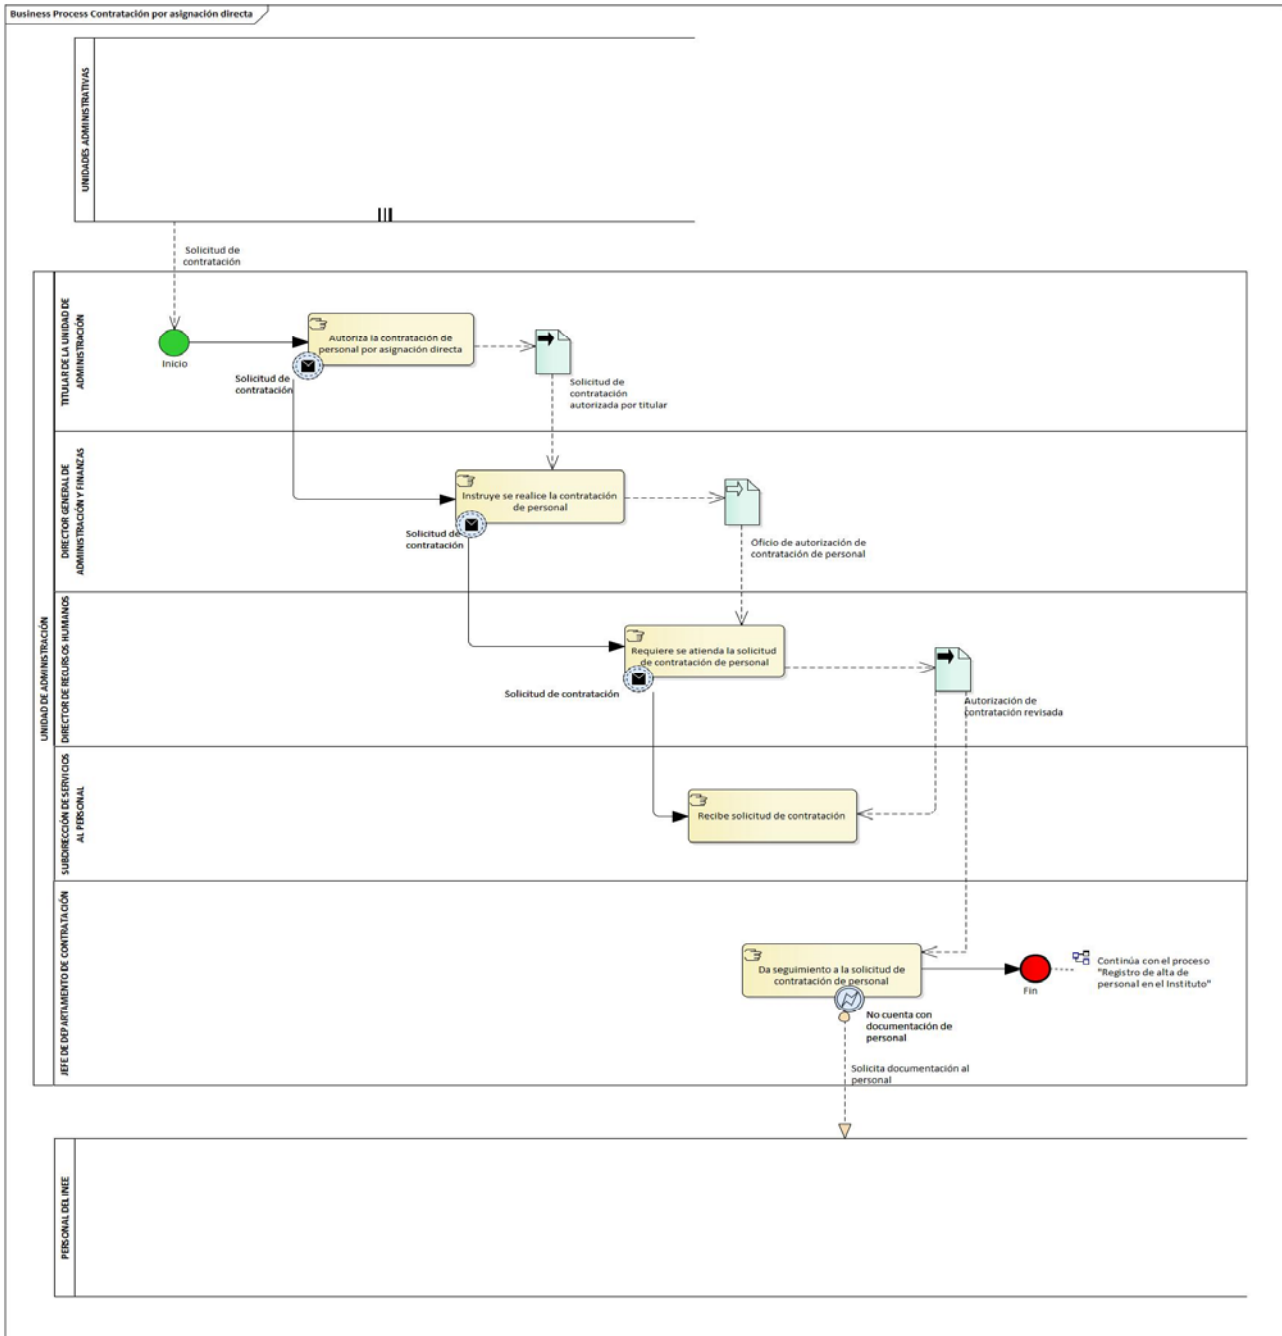 Business Process Contratación por asignación directa
UNIDADES ADMINISTRATIVAS
Solicitud de
contratación
UNIDAD DE ADMINISTRACIÓN
TITULAR DE LA UNIDAD DE
ADMINISTRACIÓN
Inicio
Autoriza la contratación de
personal por asignación directa
Solicitud de
contratación
Solicitud de
contratación
autorizada por titular
DIRECTOR GENERAL DE
ADMINISTRACIÓN Y FINANZAS
Instruye se realice la contratación
de personal
Solicitud de
contratación
Oficio de autorización de
contratación de personal
DIRECTOR DE RECURSOS HUMANOS
Requiere se atienda la solicitud
de contratación de personal
Solicitud de contratación
Autorización de
contratación revisada
SUBDIRECCIÓN DE SERVICIOS
AL PERSONAL
Recibe solicitud de contratación
JEFE DE DEPARTAMENTO DE CONTRATACIÓN
Da seguimiento a la solicitud de
contratación de personal
Fin
Continúa con el proceso
"Registro de alta de
personal en el Instituto"
No cuenta con
documentación de
personal
Solicita documentación al
personal
PERSONAL DEL INEE